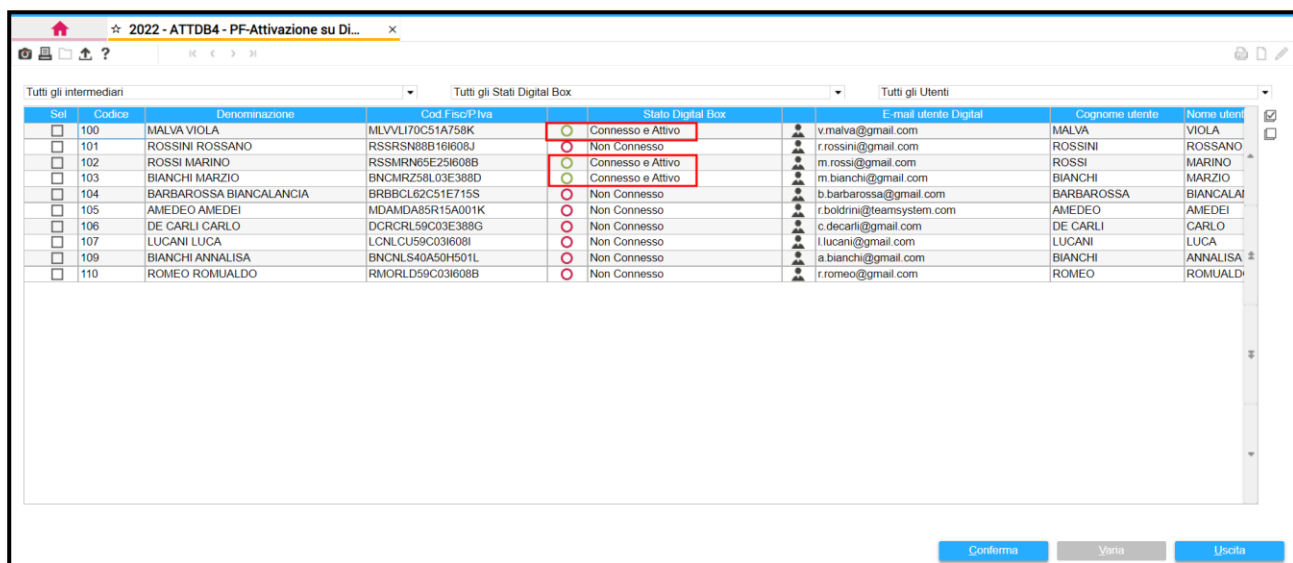 ☆ 2022 - ATTDB4 - PF-Attivazione su Di... ×
?
Tutti gli intermediari Tutti gli Stati Digital Box Tutti gli Utenti
Sel Codice Denominazione Cod.Fisc/P.Iva Stato Digital Box E-mail utente Digital Cognome utente Nome utent
100 MALVA VIOLA MLVVLI70C51A758K Connesso e Attivo v.malva@gmail.com MALVA VIOLA
101 ROSSINI ROSSANO RSSRSN88B16I608J Non Connesso r.rossini@gmail.com ROSSINI ROSSANO
102 ROSSI MARINO RSSMRN65E25I608B Connesso e Attivo m.rossi@gmail.com ROSSI MARINO
103 BIANCHI MARZIO BNCMRZ58L03E388D Connesso e Attivo m.bianchi@gmail.com BIANCHI MARZIO
104 BARBAROSSA BIANCALANCIA BRBBCL62C51E715S Non Connesso b.barbarossa@gmail.com BARBAROSSA BIANCALAI
105 AMEDEO AMEDEI MDAMDA85R15A001K Non Connesso r.boldrini@teamsystem.com AMEDEO AMEDEI
106 DE CARLI CARLO DCRCRL59C03E388G Non Connesso c.decarli@gmail.com DE CARLI CARLO
107 LUCANI LUCA LCNLCU59C03I608I Non Connesso l.lucani@gmail.com LUCANI LUCA
109 BIANCHI ANNALISA BNCNLS40A50H501L Non Connesso a.bianchi@gmail.com BIANCHI ANNALISA
110 ROMEO ROMUALDO RMORLD59C03I608B Non Connesso r.romeo@gmail.com ROMEO ROMUALD
Conferma Varia Uscita